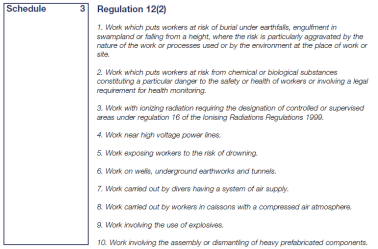 Schedule 3
Regulation 12(2)
1. Work which puts workers at risk of burial under earthfalls, engulfment in
swampland or falling from a height, where the risk is particularly aggravated by the
nature of the work or processes used or by the environment at the place of work or
site.
2. Work which puts workers at risk from chemical or biological substances
constituting a particular danger to the safety or health of workers or involving a legal
requirement for health monitoring.
3. Work with ionizing radiation requiring the designation of controlled or supervised
areas under regulation 16 of the Ionising Radiations Regulations 1999.
4. Work near high voltage power lines.
5. Work exposing workers to the risk of drowning.
6. Work on wells, underground earthworks and tunnels.
7. Work carried out by divers having a system of air supply.
8. Work carried out by workers in caissons with a compressed air atmosphere.
9. Work involving the use of explosives.
10. Work involving the assembly or dismantling of heavy prefabricated components.